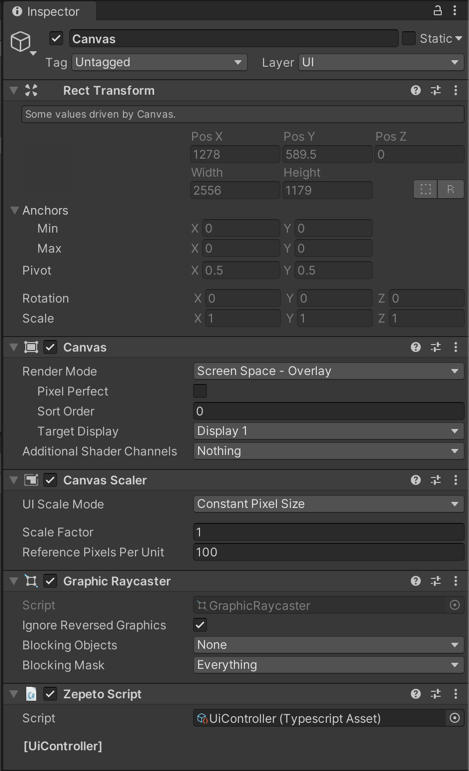 Inspector
Canvas
Static
Tag Untagged Layer UI
Rect Transform
Some values driven by Canvas.
Pos X Pos Y Pos Z
1278 589.5 0
Width Height
2556 1179 R
Anchors
Min X 0 Y 0
Max X 0 Y 0
Pivot X 0.5 Y 0.5
Rotation X 0 Y 0 Z 0
Scale X 1 Y 1 Z 1
Canvas
Render Mode Screen Space - Overlay
Pixel Perfect
Sort Order 0
Target Display Display 1
Additional Shader Channels Nothing
Canvas Scaler
UI Scale Mode Constant Pixel Size
Scale Factor 1
Reference Pixels Per Unit 100
Graphic Raycaster
Script GraphicRaycaster
Ignore Reversed Graphics
Blocking Objects None
Blocking Mask Everything
Zepeto Script
Script UiController (Typescript Asset)
[UiController]